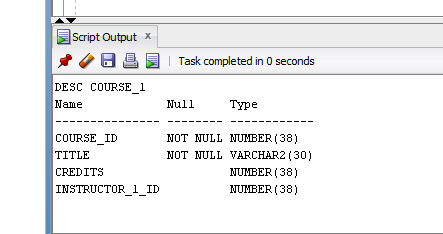 Script Output x
Task completed in 0 seconds
DESC COURSE_1
Name Null Type
--------------- -------- ------------
COURSE_ID NOT NULL NUMBER(38)
TITLE NOT NULL VARCHAR2(30)
CREDITS NUMBER(38)
INSTRUCTOR_1_ID NUMBER(38)